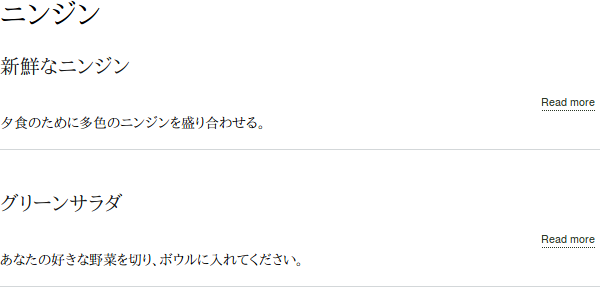 ニンジン
新鮮なニンジン
Read more
夕食のために多色のニンジンを盛り合わせる。
グリーンサラダ
Read more
あなたの好きな野菜を切り、ボウルに入れてください。